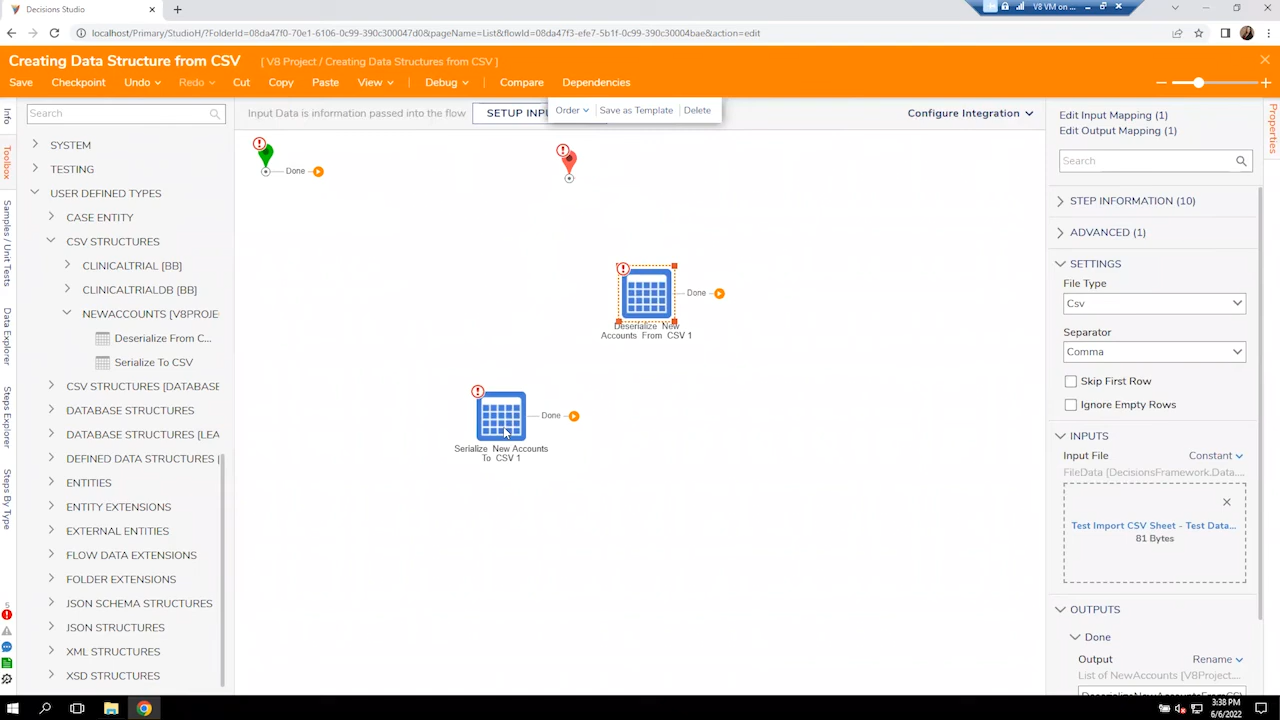 Decisions Studio
V8 VM on ...
localhost/Primary/StudioH/?FolderId=08da47f0-70e1-6106-0c99-390c300047d0&pageName=List&flowId=08da47f3-efe7-5b1f-0c99-390c30004bae&action=edit
Creating Data Structure from CSV
[ V8 Project / Creating Data Structures from CSV ]
Save Checkpoint Undo Redo Cut Copy Paste View Debug Compare Dependencies
Info
Toolbox
Samples / Unit Tests
Data Explorer
Steps Explorer
Steps By Type
5
Search
SYSTEM
TESTING
USER DEFINED TYPES
CASE ENTITY
CSV STRUCTURES
CLINICALTRIAL [BB]
CLINICALTRIALDB [BB]
NEWACCOUNTS [V8PROJE
Deserialize From C...
Serialize To CSV
CSV STRUCTURES [DATABASE
DATABASE STRUCTURES
DATABASE STRUCTURES [LEA
DEFINED DATA STRUCTURES [
ENTITIES
ENTITY EXTENSIONS
EXTERNAL ENTITIES
FLOW DATA EXTENSIONS
FOLDER EXTENSIONS
JSON SCHEMA STRUCTURES
JSON STRUCTURES
XML STRUCTURES
XSD STRUCTURES
Input Data is information passed into the flow
SETUP INPU
Order Save as Template Delete
Configure Integration
Done
Done
Deserialize New
Accounts From CSV 1
Done
Serialize New Accounts
To CSV 1
Properties
Edit Input Mapping (1)
Edit Output Mapping (1)
Search
STEP INFORMATION (10)
ADVANCED (1)
SETTINGS
File Type
Csv
Separator
Comma
Skip First Row
Ignore Empty Rows
INPUTS
Input File Constant
FileData [DecisionsFramework.Data....
Test Import CSV Sheet - Test Data...
81 Bytes
OUTPUTS
Done
Output Rename
List of NewAccounts [V8Project....
3:38 PM
6/6/2022